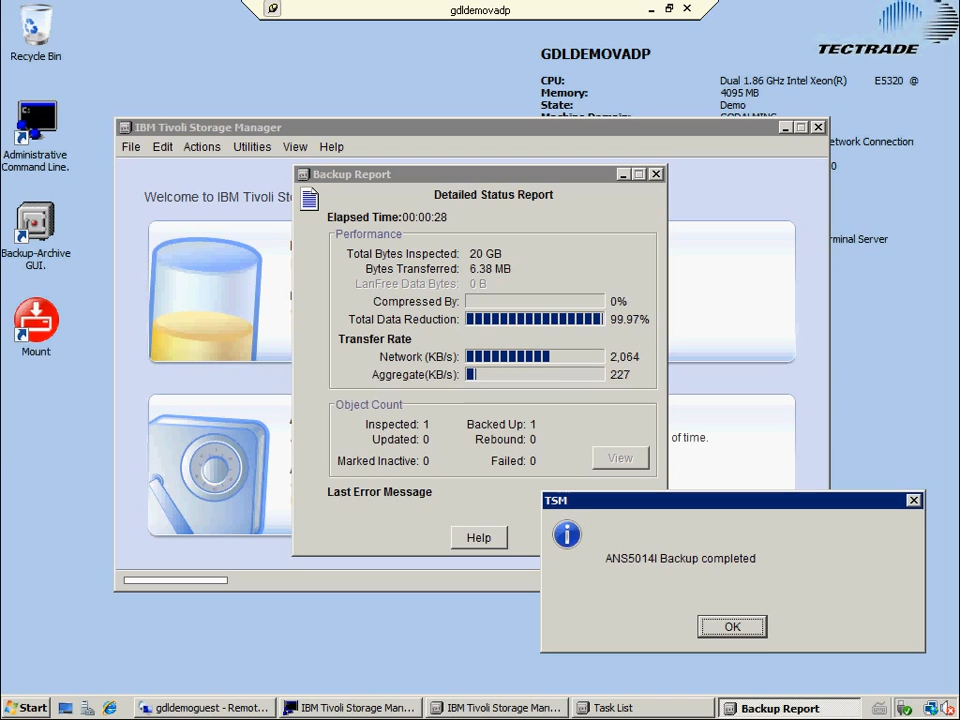 gdldemovadp
Recycle Bin
Administrative
Command Line.
Backup-Archive
GUI.
Mount
TECTRADE
GDLDEMOVADP
CPU: Dual 1.86 GHz Intel Xeon(R) E5320 @
Memory: 4095 MB
State: Demo
etwork Connection
0
rminal Server
IBM Tivoli Storage Manager
File Edit Actions Utilities View Help
Welcome to IBM Tivoli St
of time.
Backup Report
Detailed Status Report
Elapsed Time:00:00:28
Performance
Total Bytes Inspected: 20 GB
Bytes Transferred: 6.38 MB
LanFree Data Bytes: 0 B
Compressed By: 0%
Total Data Reduction: 99.97%
Transfer Rate
Network (KB/s): 2,064
Aggregate(KB/s): 227
Object Count
Inspected: 1 Backed Up: 1
Updated: 0 Rebound: 0
Marked Inactive: 0 Failed: 0
View
Last Error Message
Help
TSM
ANS5014I Backup completed
OK
Start
gdldemoguest - Remot...
IBM Tivoli Storage Man...
IBM Tivoli Storage Man...
Task List
Backup Report